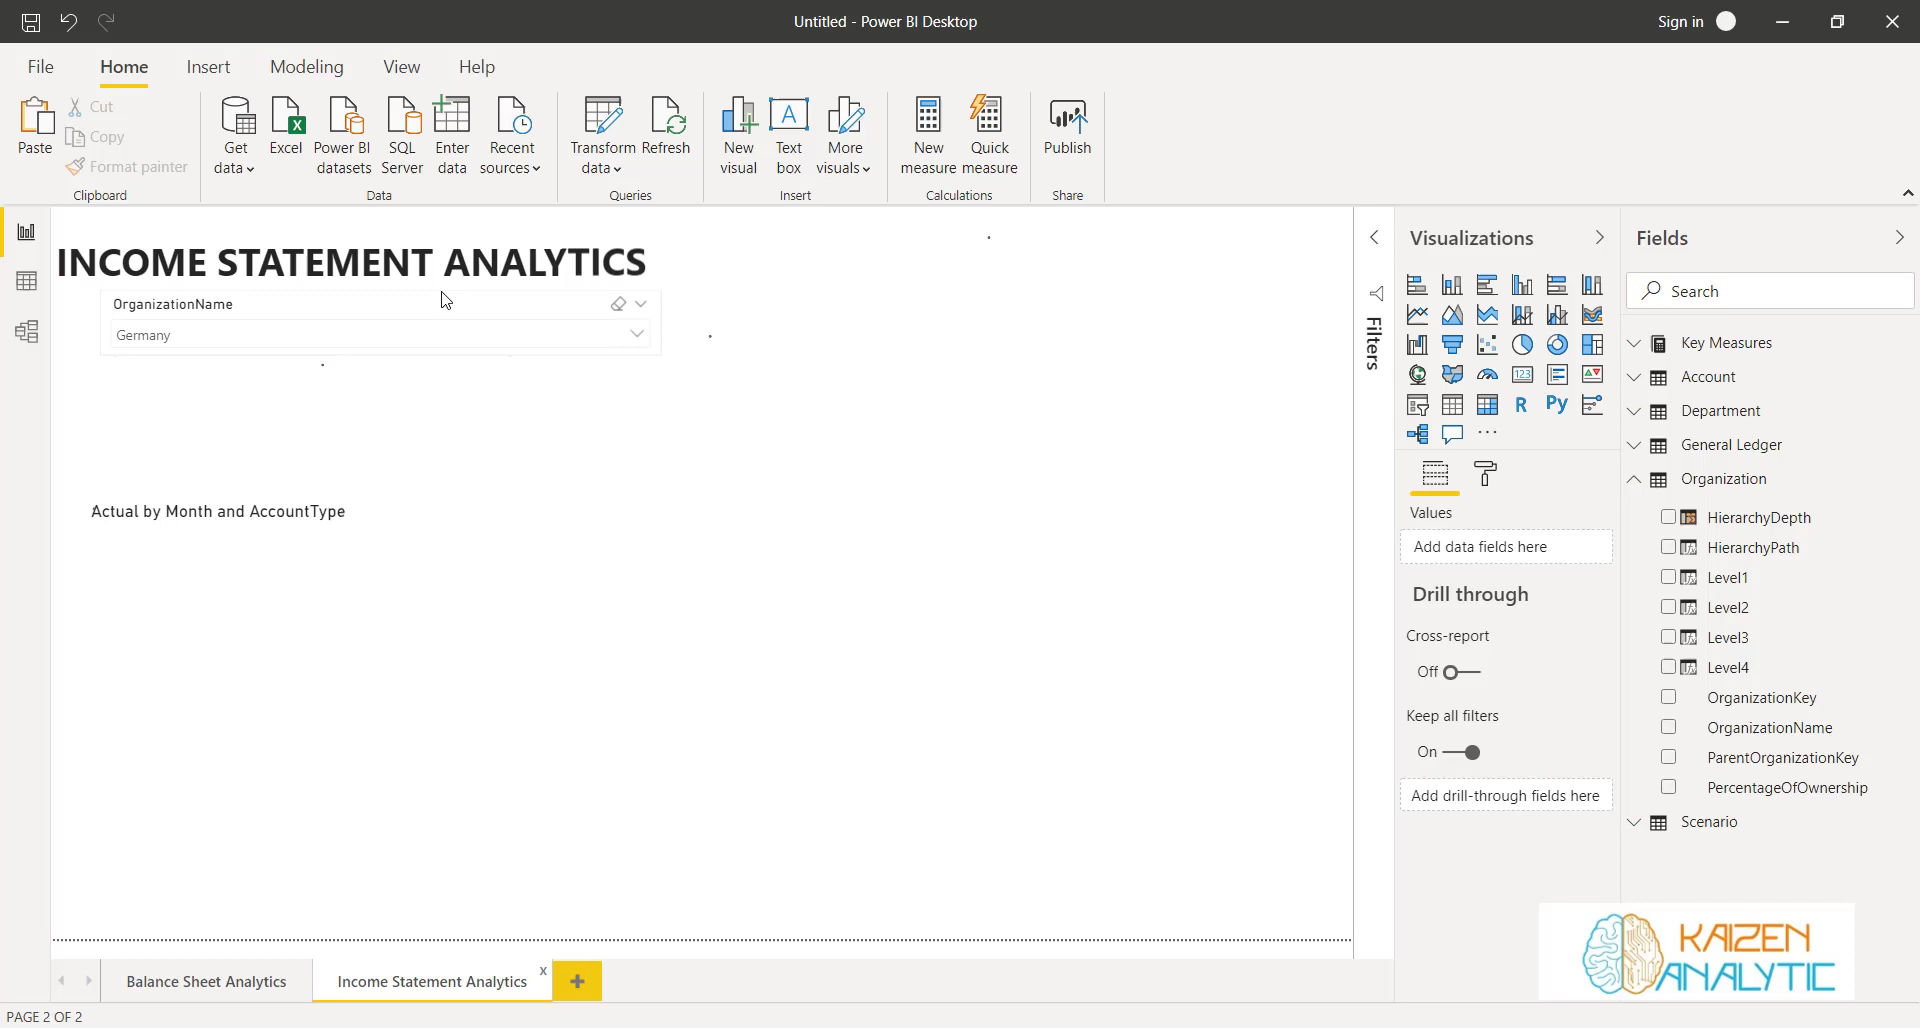 Untitled - Power BI Desktop
Sign in
File Home Insert Modeling View Help
Paste
Cut
Copy
Format painter
Clipboard
Get data
Excel
Power BI datasets
SQL Server
Enter data
Recent sources
Data
Transform data
Refresh
Queries
New visual
Text box
More visuals
Insert
New measure
Quick measure
Calculations
Publish
Share
INCOME STATEMENT ANALYTICS
OrganizationName
Germany
Actual by Month and AccountType
Filters
Visualizations
123
R
Py
Values
Add data fields here
Drill through
Cross-report
Off
Keep all filters
On
Add drill-through fields here
Fields
Search
Key Measures
Account
Department
General Ledger
Organization
HierarchyDepth
HierarchyPath
Level1
Level2
Level3
Level4
OrganizationKey
OrganizationName
ParentOrganizationKey
PercentageOfOwnership
Scenario
KAIZEN
ANALYTIC
Balance Sheet Analytics
Income Statement Analytics
x
PAGE 2 OF 2